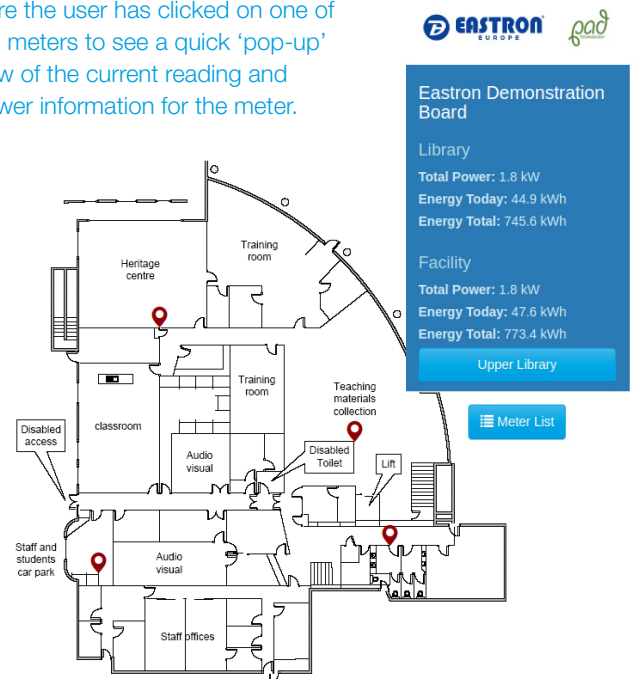 re the user has clicked on one of
meters to see a quick ‘pop-up’
w of the current reading and
wer information for the meter.
EASTRON
EUROPE
pad
Eastron Demonstration
Board
Library
Total Power: 1.8 kW
Energy Today: 44.9 kWh
Energy Total: 745.6 kWh
Facility
Total Power: 1.8 kW
Energy Today: 47.6 kWh
Energy Total: 773.4 kWh
Upper Library
Meter List
Training
room
Heritage
centre
Training
room
Teaching
materials
collection
classroom
Disabled
access
Audio
visual
Disabled
Toilet
Lift
Staff and
students
car park
Audio
visual
Staff offices